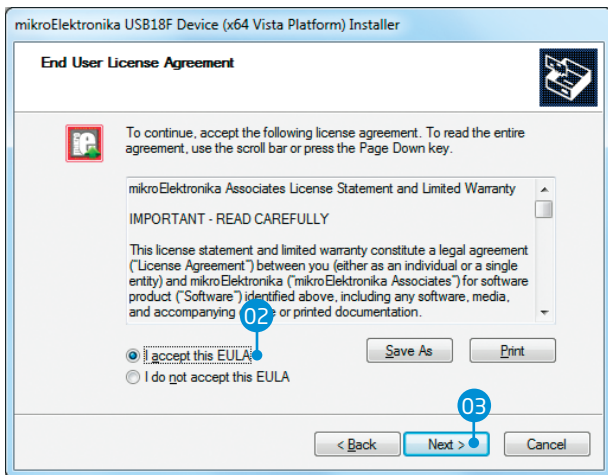 mikroElektronika USB18F Device (x64 Vista Platform) Installer
End User License Agreement
To continue, accept the following license agreement. To read the entire
agreement, use the scroll bar or press the Page Down key.
mikroElektronika Associates License Statement and Limited Warranty
IMPORTANT - READ CAREFULLY
This license statement and limited warranty constitute a legal agreement
("License Agreement") between you (either as an individual or a single
entity) and mikroElektronika ("mikroElektronika Associates") for software
product ("Software") identified above, including any software, media,
and accompanying or printed documentation.
02
I accept this EULA
Save As
Print
I do not accept this EULA
03
< Back
Next >
Cancel